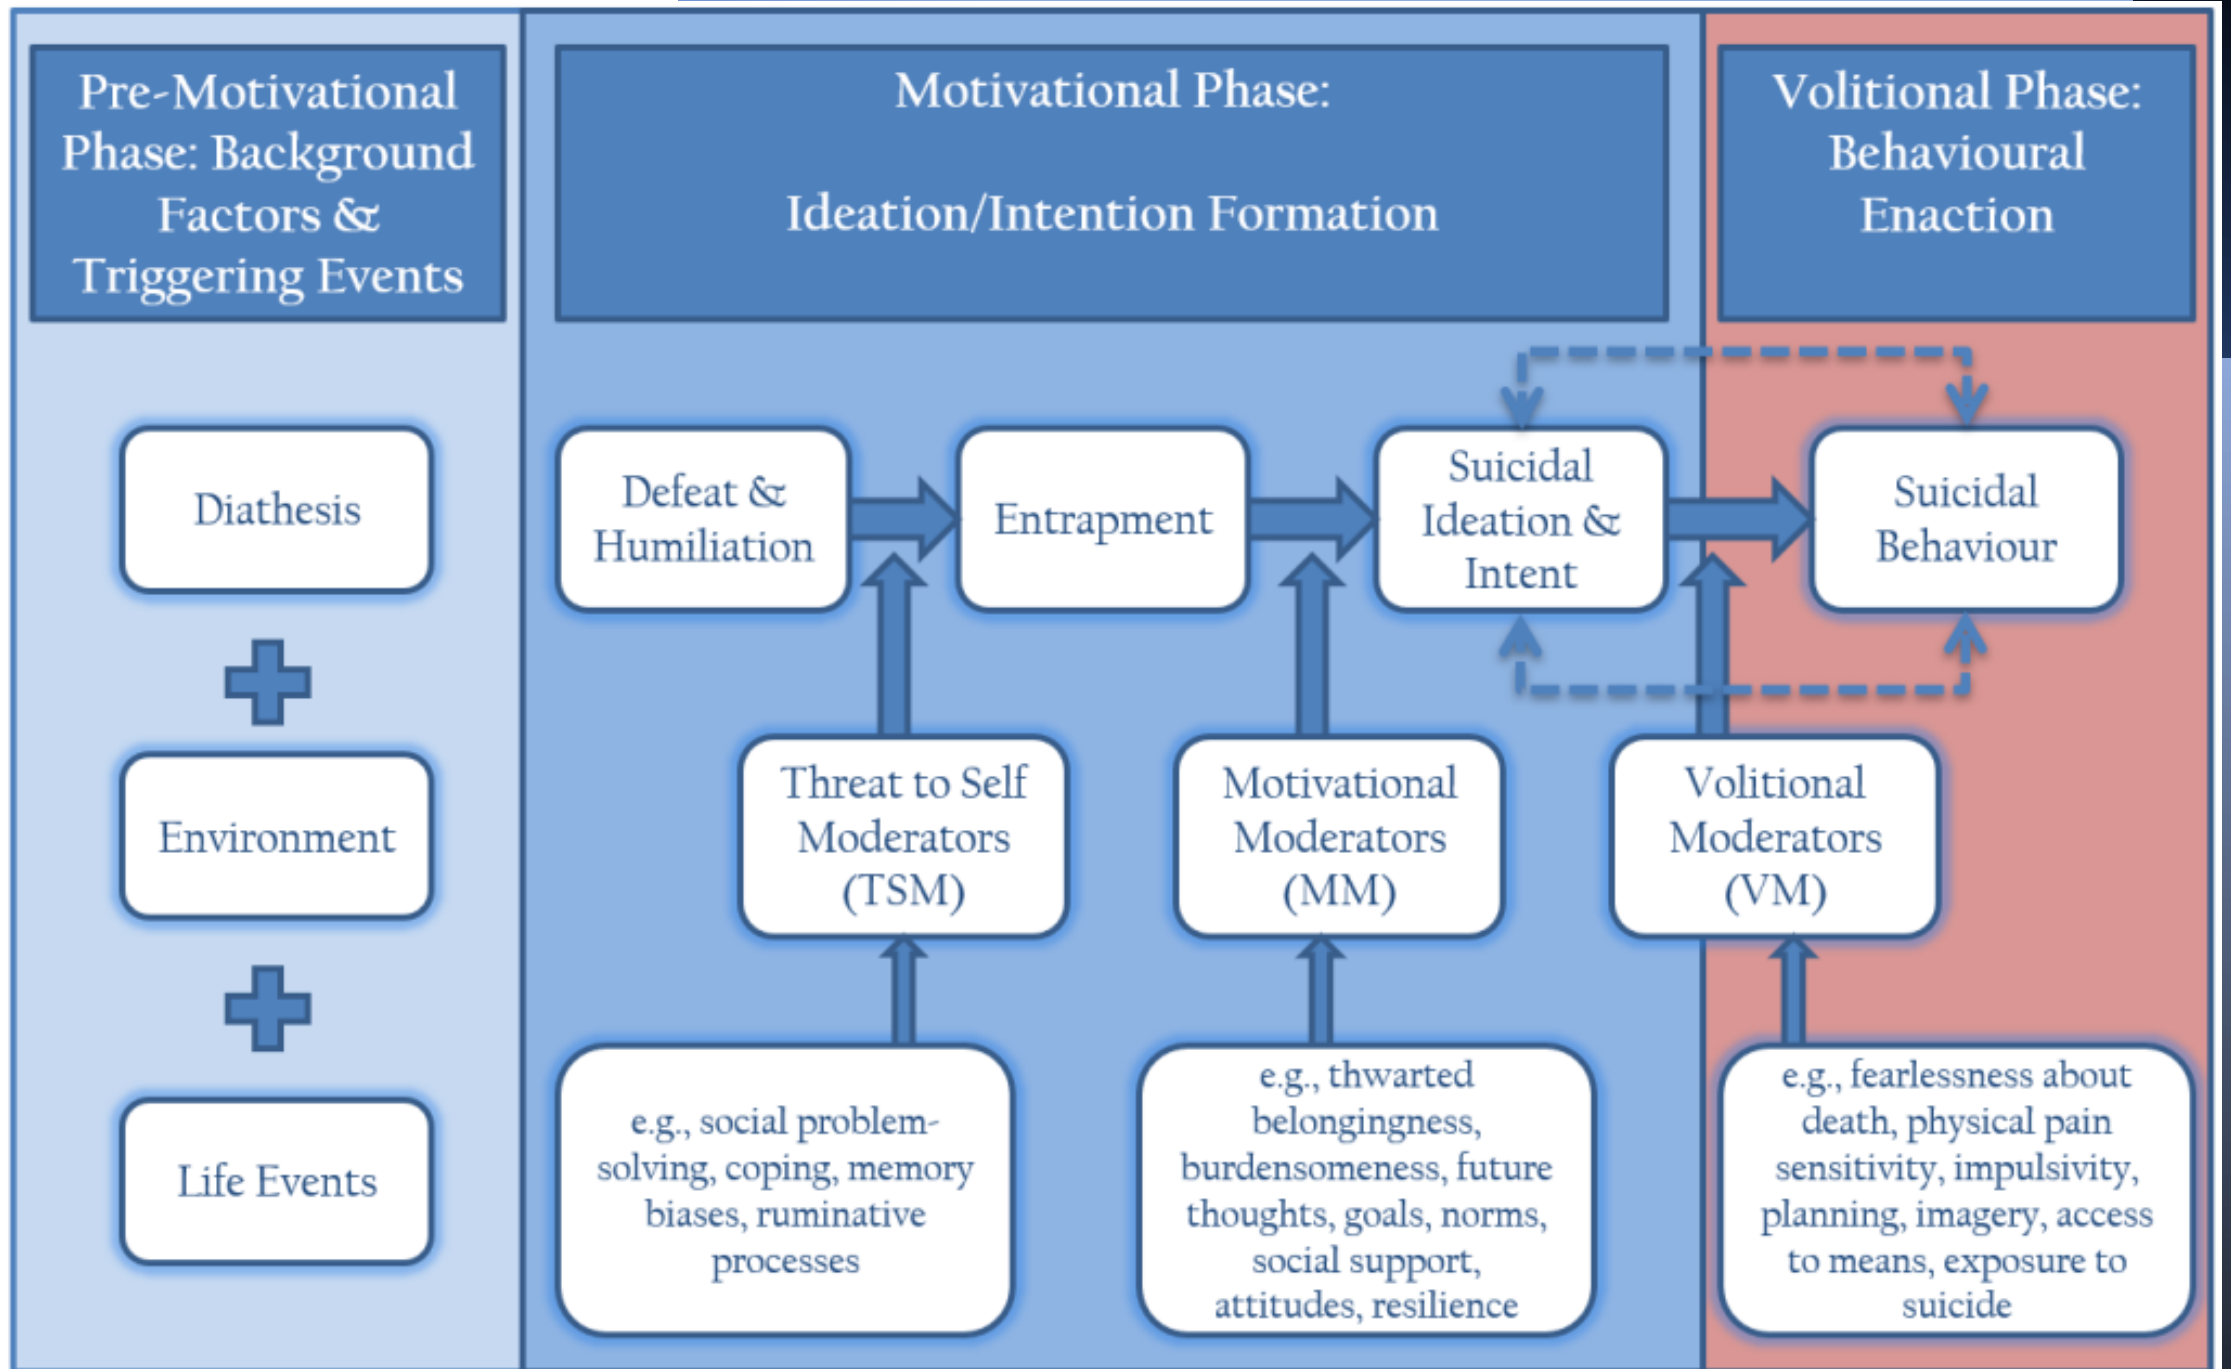 Pre-Motivational
Phase: Background
Factors &
Triggering Events
Motivational Phase:
Ideation/Intention Formation
Volitional Phase:
Behavioural
Enaction
Diathesis
Environment
Life Events
Defeat &
Humiliation
Entrapment
Suicidal
Ideation &
Intent
Suicidal
Behaviour
Threat to Self
Moderators
(TSM)
Motivational
Moderators
(MM)
Volitional
Moderators
(VM)
e.g., social problem-
solving, coping, memory
biases, ruminative
processes
e.g., thwarted
belongingness,
burdensomeness, future
thoughts, goals, norms,
social support,
attitudes, resilience
e.g., fearlessness about
death, physical pain
sensitivity, impulsivity,
planning, imagery, access
to means, exposure to
suicide